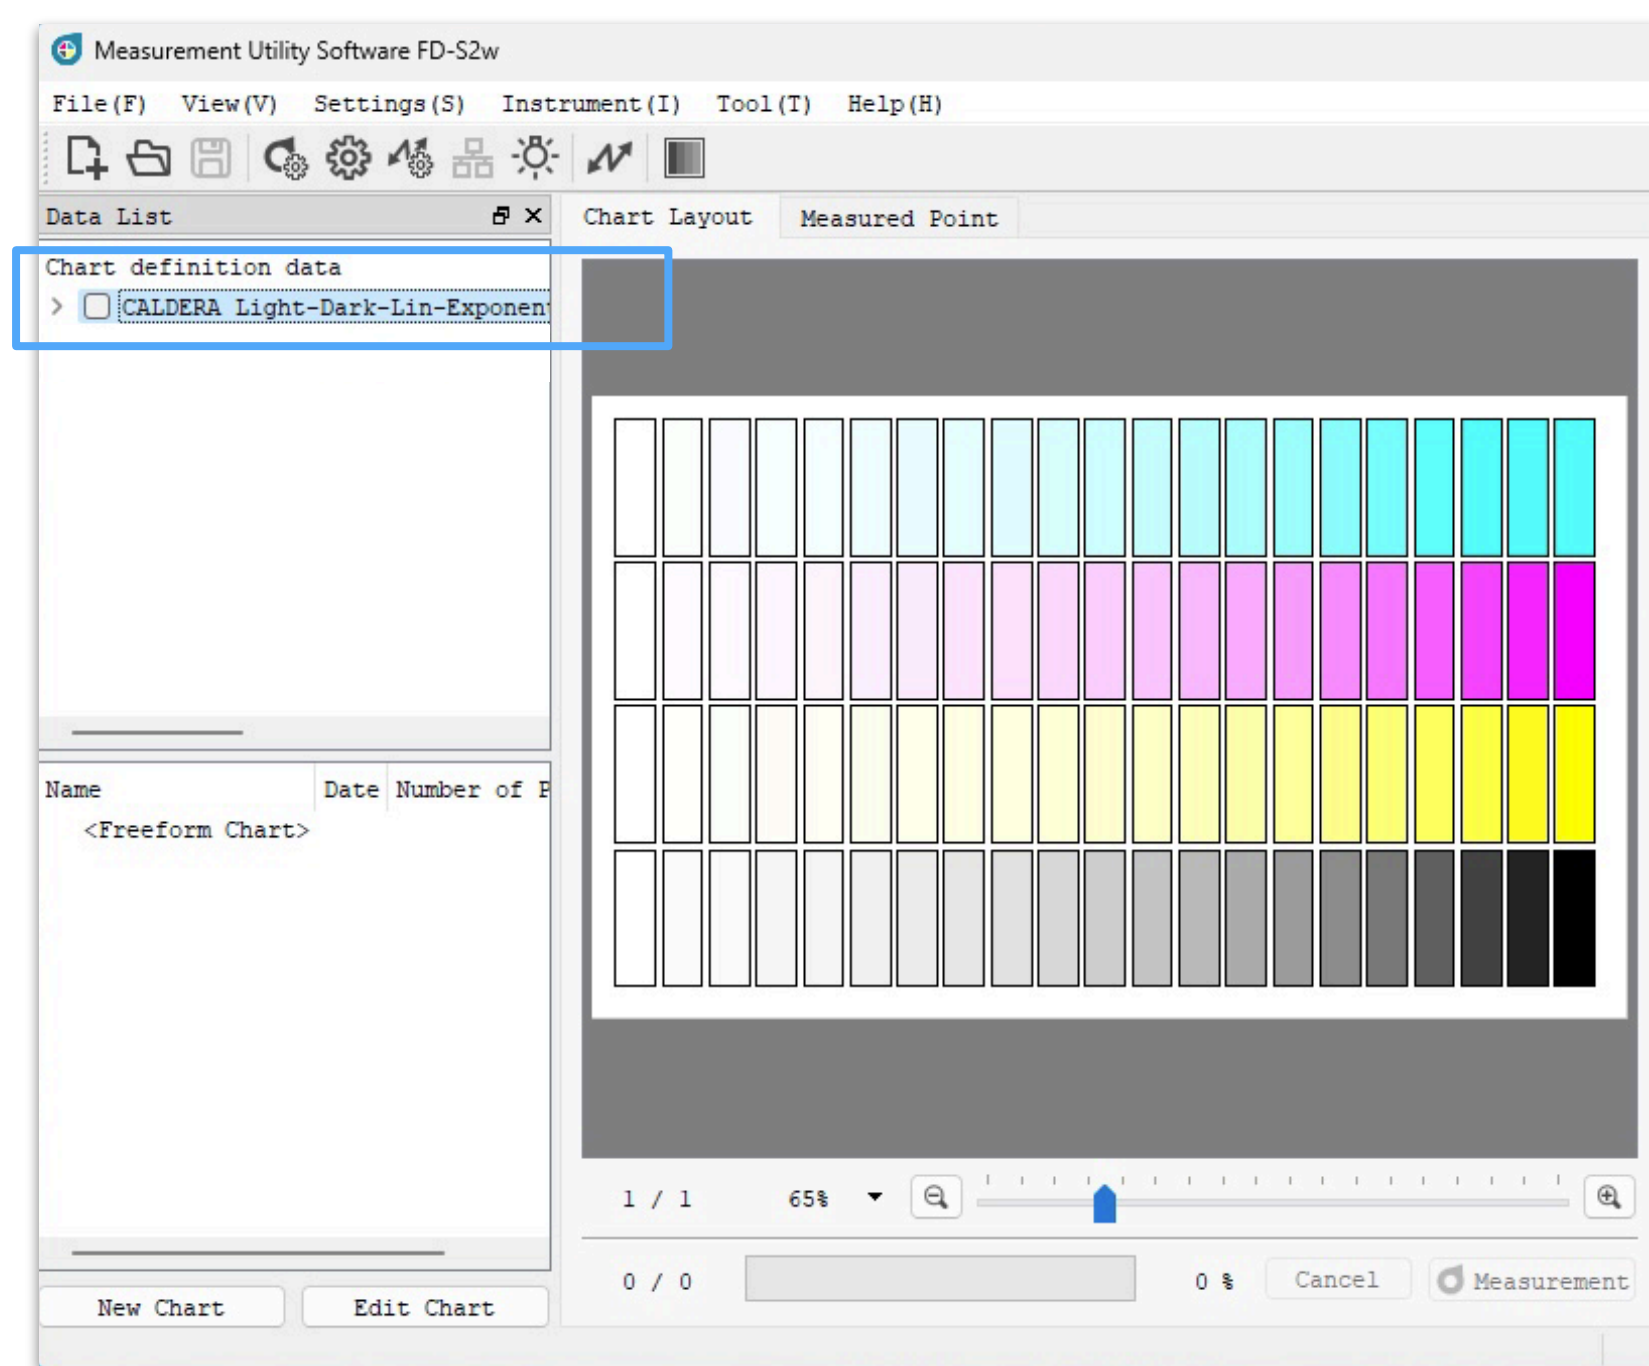 Measurement Utility Software FD-S2w
File(F) View(V) Settings(S) Instrument(I) Tool(T) Help(H)
Data List
Chart Layout Measured Point
Chart definition data
CALDERA Light-Dark-Lin-Exponent
Name Date Number of P
<Freeform Chart>
1 / 1 65%
0 / 0 0 % Cancel Measurement
New Chart Edit Chart